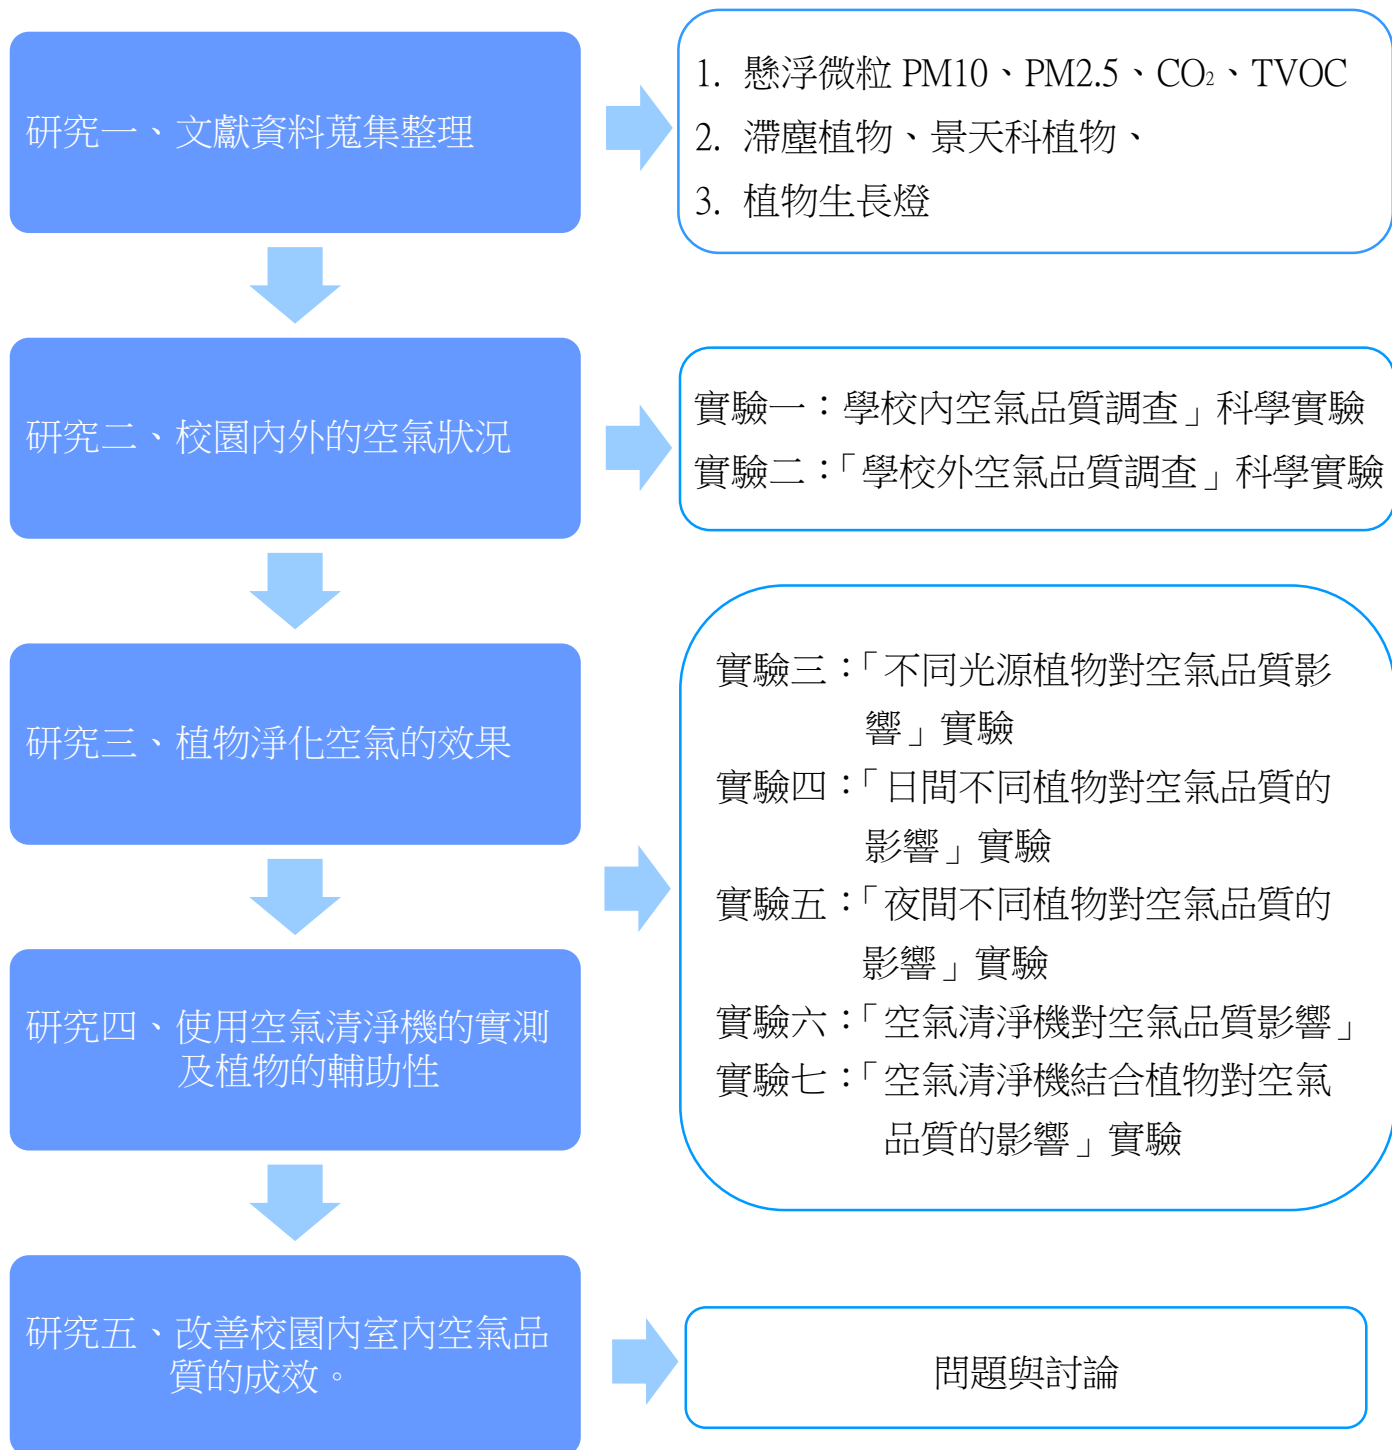 研究一、文獻資料蒐集整理
1. 懸浮微粒 PM10、PM2.5、CO₂、TVOC
2. 滯塵植物、景天科植物、
3. 植物生長燈
研究二、校園內外的空氣狀況
實驗一：學校內空氣品質調查」科學實驗
實驗二：「學校外空氣品質調查」科學實驗
研究三、植物淨化空氣的效果
研究四、使用空氣清淨機的實測
及植物的輔助性
實驗三：「不同光源植物對空氣品質影
響」實驗
實驗四：「日間不同植物對空氣品質的
影響」實驗
實驗五：「夜間不同植物對空氣品質的
影響」實驗
實驗六：「空氣清淨機對空氣品質影響」
實驗七：「空氣清淨機結合植物對空氣
品質的影響」實驗
研究五、改善校園內室內空氣品
質的成效。
問題與討論